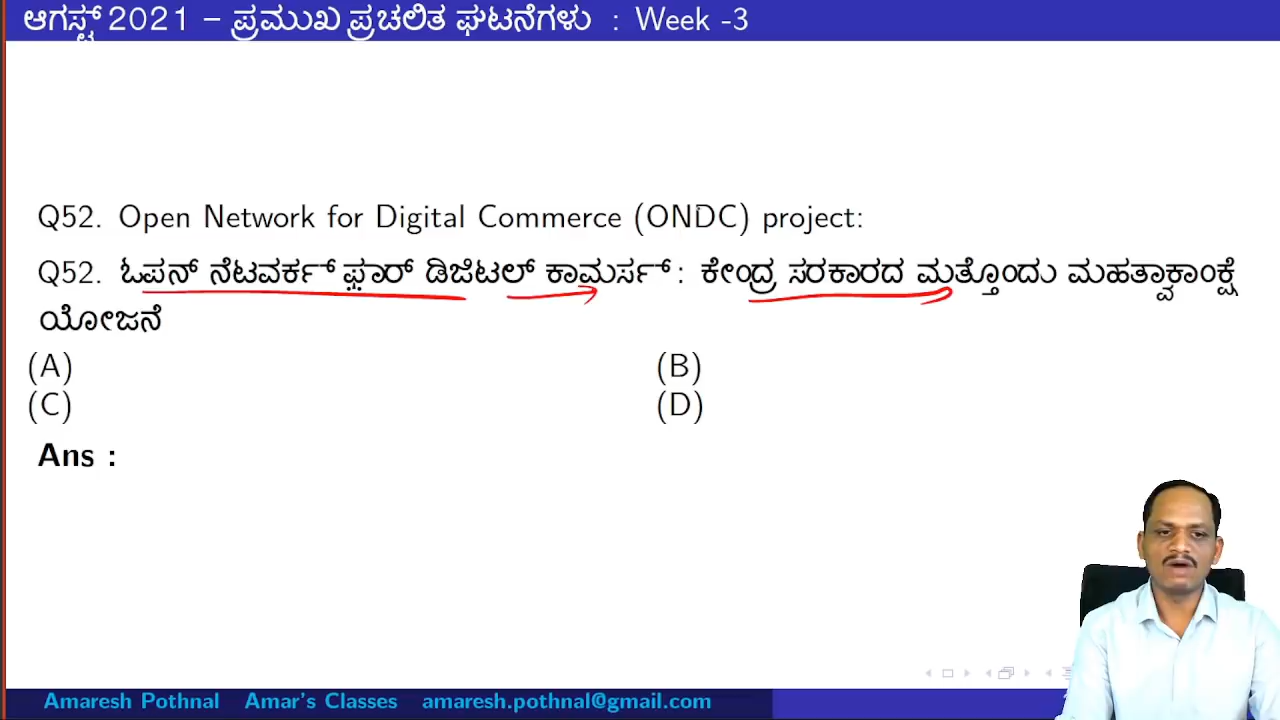 ಆಗಸ್ಟ್ 2021 – ಪ್ರಮುಖ ಪ್ರಚಲಿತ ಘಟನೆಗಳು : Week -3
Q52. Open Network for Digital Commerce (ONDC) project:
Q52. ಓಪನ್ ನೆಟವರ್ಕ್ ಫಾರ್ ಡಿಜಿಟಲ್ ಕಾಮರ್ಸ್ : ಕೇಂದ್ರ ಸರಕಾರದ ಮತ್ತೊಂದು ಮಹತ್ವಾಕಾಂಕ್ಷೆ
ಯೋಜನೆ
(A) (B)
(C) (D)
Ans :
Amaresh Pothnal Amar's Classes amaresh.pothnal@gmail.com